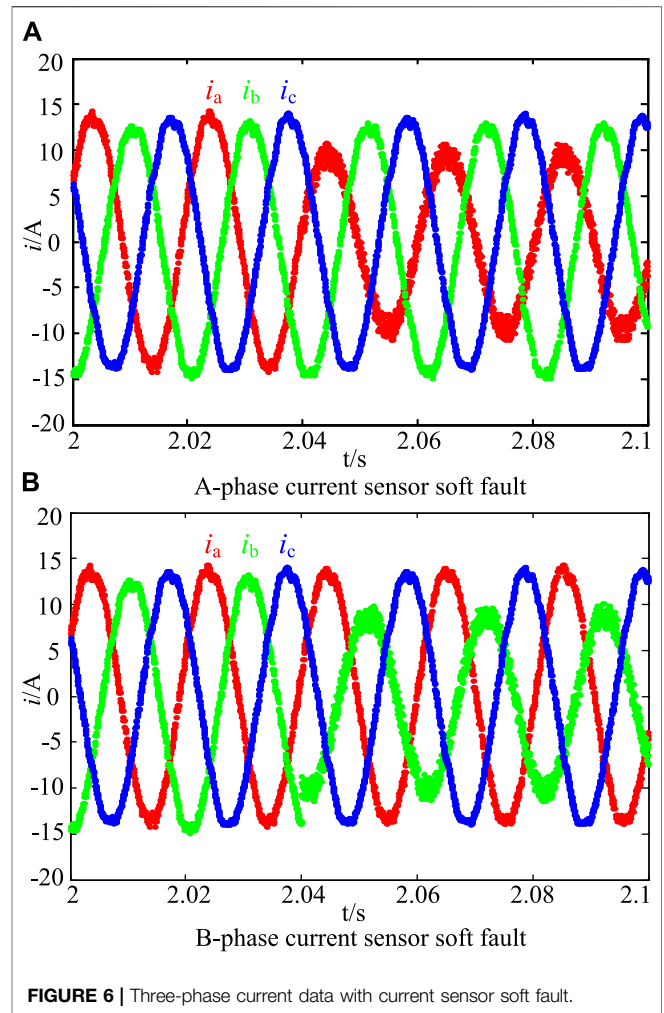 A
20
15
10
5
0
-5
-10
-15
-20
i/A
ia ib ic
2 2.02 2.04 2.06 2.08 2.1
t/s
A-phase current sensor soft fault
B
20
15
10
5
0
-5
-10
-15
-20
i/A
ia ib ic
2 2.02 2.04 2.06 2.08 2.1
t/s
B-phase current sensor soft fault
FIGURE 6 | Three-phase current data with current sensor soft fault.